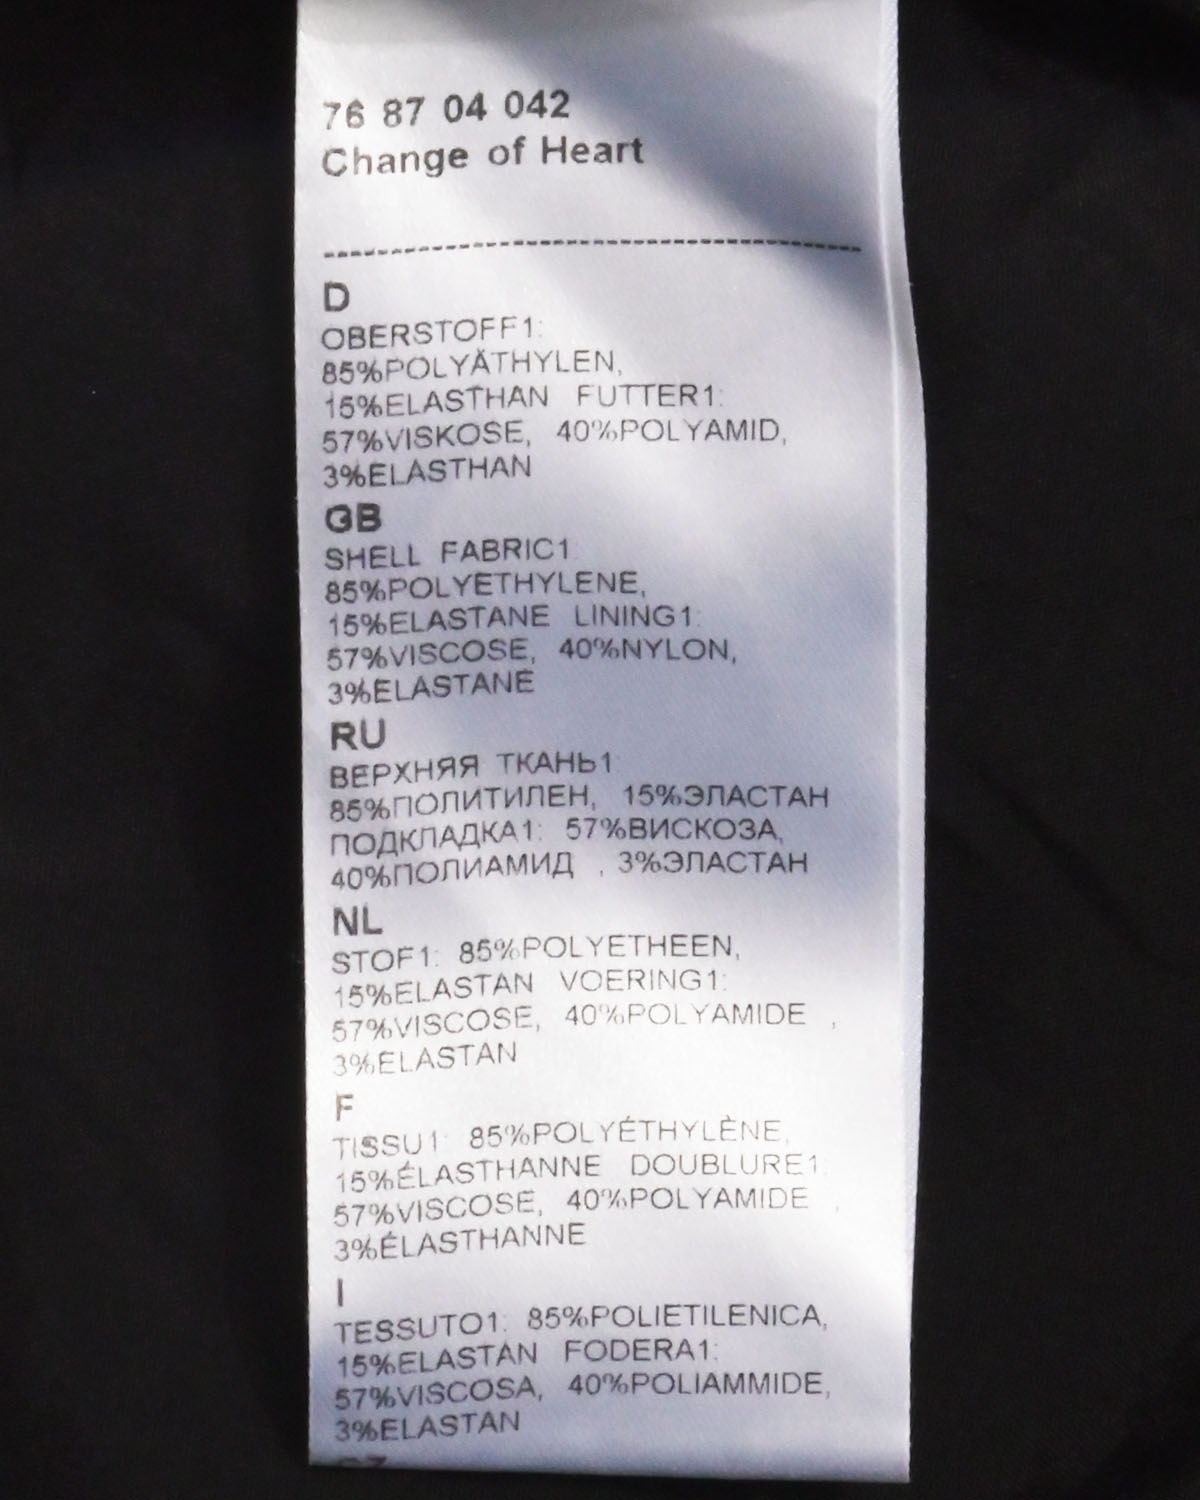 76 87 04 042
Change of Heart
D
OBERSTOFF1:
85%POLYÄTHYLEN,
15%ELASTHAN FUTTER1:
57%VISKOSE, 40%POLYAMID,
3%ELASTHAN
GB
SHELL FABRIC1:
85%POLYETHYLENE,
15%ELASTANE LINING1:
57%VISCOSE, 40%NYLON,
3%ELASTANE
RU
ВЕРХНЯЯ ТКАНЬ1:
85%ПОЛИТИЛЕН, 15%ЭЛАСТАН
ПОДКЛАДКА1: 57%ВИСКОЗА,
40%ПОЛИАМИД , 3%ЭЛАСТАН
NL
STOF1: 85%POLYETHEEN,
15%ELASTAN VOERING1:
57%VISCOSE, 40%POLYAMIDE ,
3%ELASTAN
F
TISSU1: 85%POLYÉTHYLÈNE,
15%ÉLASTHANNE DOUBLURE1:
57%VISCOSE, 40%POLYAMIDE ,
3%ÉLASTHANNE
I
TESSUTO1: 85%POLIETILENICA,
15%ELASTAN FODERA1:
57%VISCOSA, 40%POLIAMMIDE,
3%ELASTAN